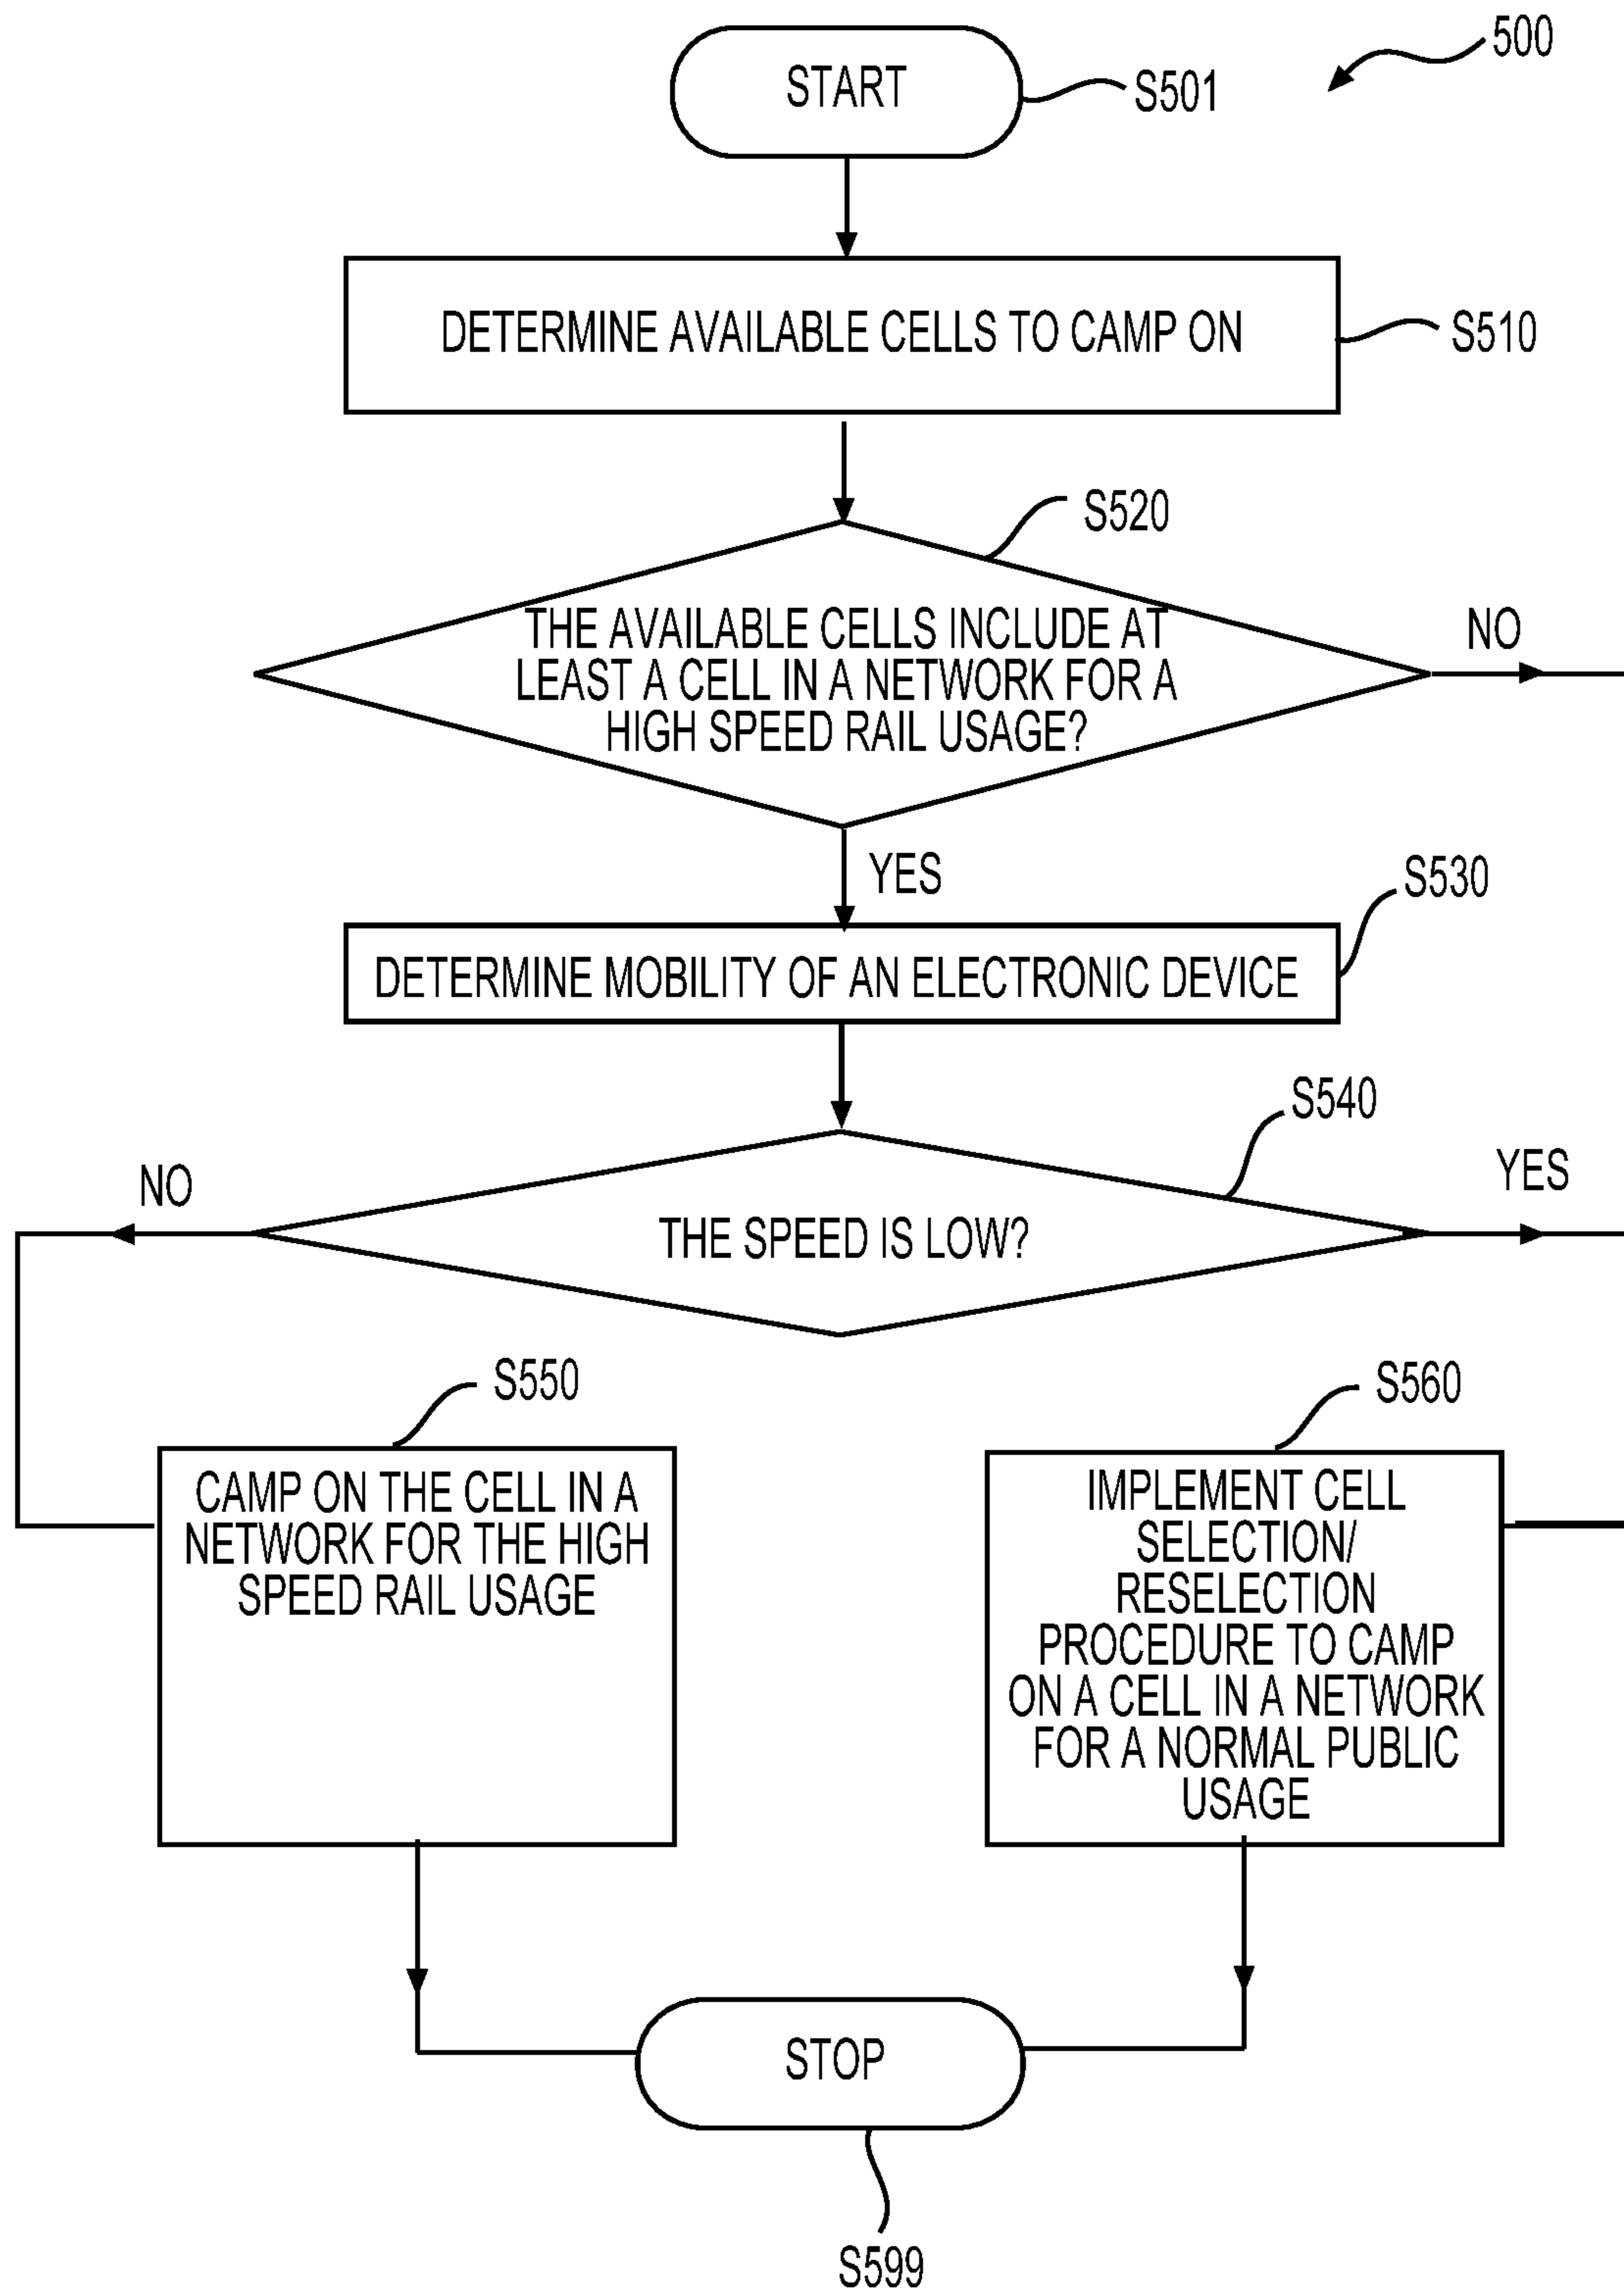 500
START
S501
DETERMINE AVAILABLE CELLS TO CAMP ON
S510
S520
THE AVAILABLE CELLS INCLUDE AT
LEAST A CELL IN A NETWORK FOR A
HIGH SPEED RAIL USAGE?
NO
YES
S530
DETERMINE MOBILITY OF AN ELECTRONIC DEVICE
S540
NO
YES
THE SPEED IS LOW?
S550
CAMP ON THE CELL IN A
NETWORK FOR THE HIGH
SPEED RAIL USAGE
S560
IMPLEMENT CELL
SELECTION/
RESELECTION
PROCEDURE TO CAMP
ON A CELL IN A NETWORK
FOR A NORMAL PUBLIC
USAGE
STOP
S599